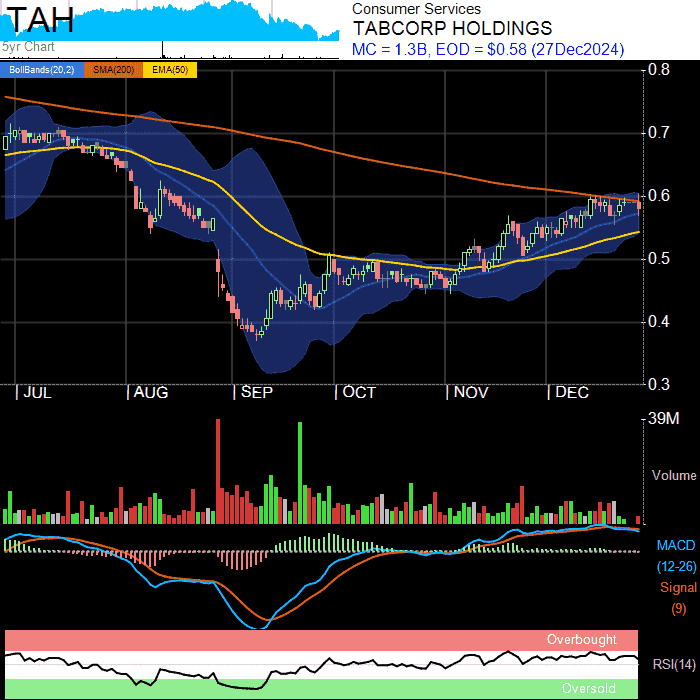 TAH
5yr Chart
Consumer Services
TABCORP HOLDINGS
MC = 1.3B, EOD = $0.58 (27Dec2024)
BollBands(20,2) SMA(200) EMA(50)
0.8
0.7
0.6
0.5
0.4
0.3
JUL AUG SEP OCT NOV DEC
39M
Volume
MACD
(12-26)
Signal
(9)
Overbought
RSI(14)
Oversold